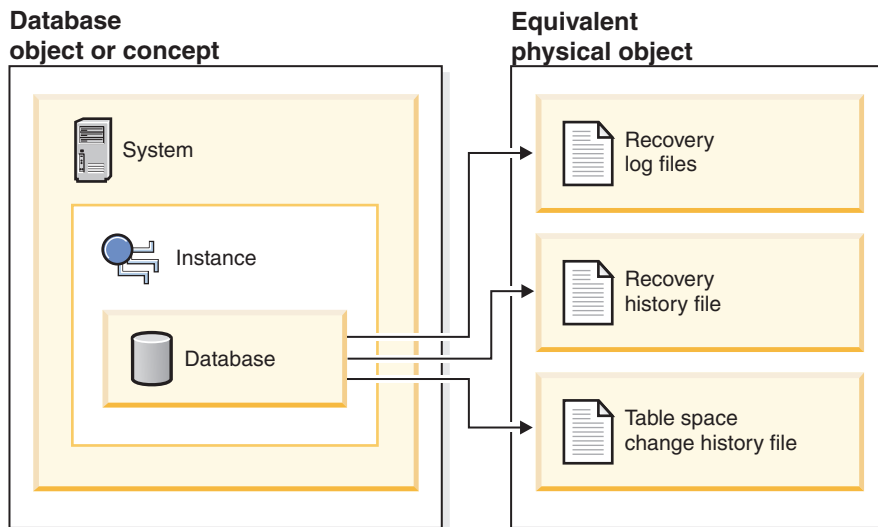 Database
object or concept
Equivalent
physical object
System
Instance
Database
Recovery
log files
Recovery
history file
Table space
change history file